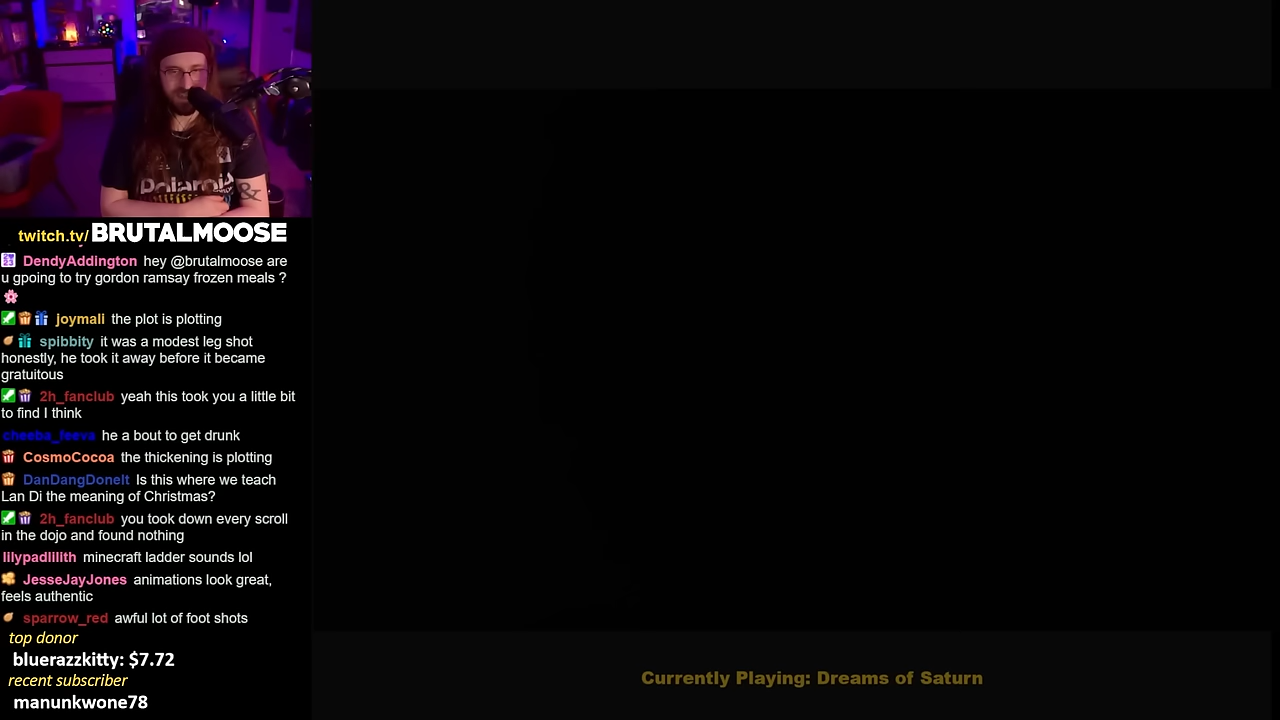 twitch.tv/BRUTALMOOSE
DendyAddington hey @brutalmoose are
u gpoing to try gordon ramsay frozen meals ?
joymali the plot is plotting
spibbity it was a modest leg shot
honestly, he took it away before it became
gratuitous
2h_fanclub yeah this took you a little bit
to find I think
cheeba_feeva he a bout to get drunk
CosmoCocoa the thickening is plotting
DanDangDoneIt Is this where we teach
Lan Di the meaning of Christmas?
2h_fanclub you took down every scroll
in the dojo and found nothing
lilypadlilith minecraft ladder sounds lol
JesseJayJones animations look great,
feels authentic
sparrow_red awful lot of foot shots
top donor
bluerazzkitty: $7.72
recent subscriber
manunkwone78
Polaroid
&
Currently Playing: Dreams of Saturn